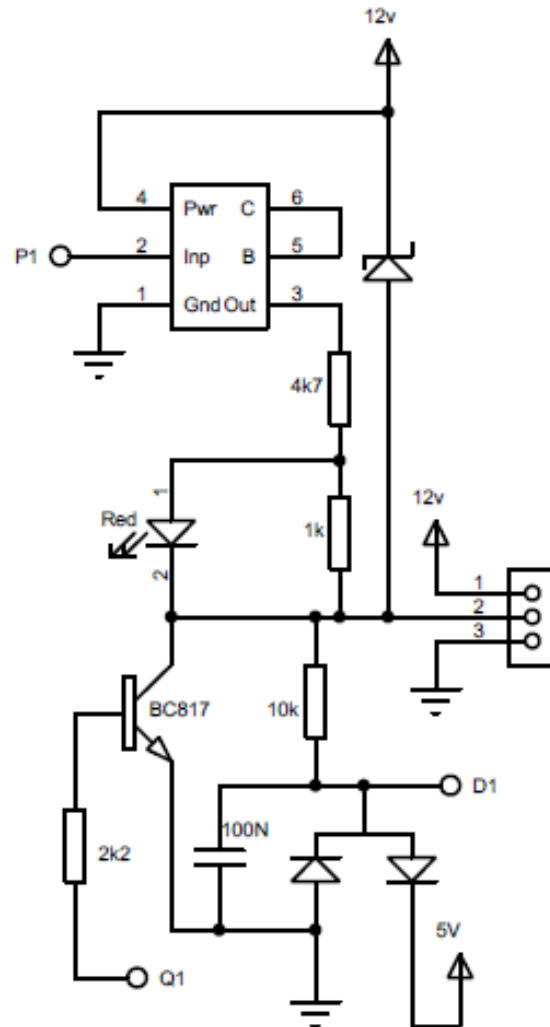 12v
4 Pwr C 6
P1 2 Inp B 5
1 Gnd Out 3
4k7
1
Red
1k
12v
2
1
2
3
BC817
10k
D1
100N
2k2
5V
Q1